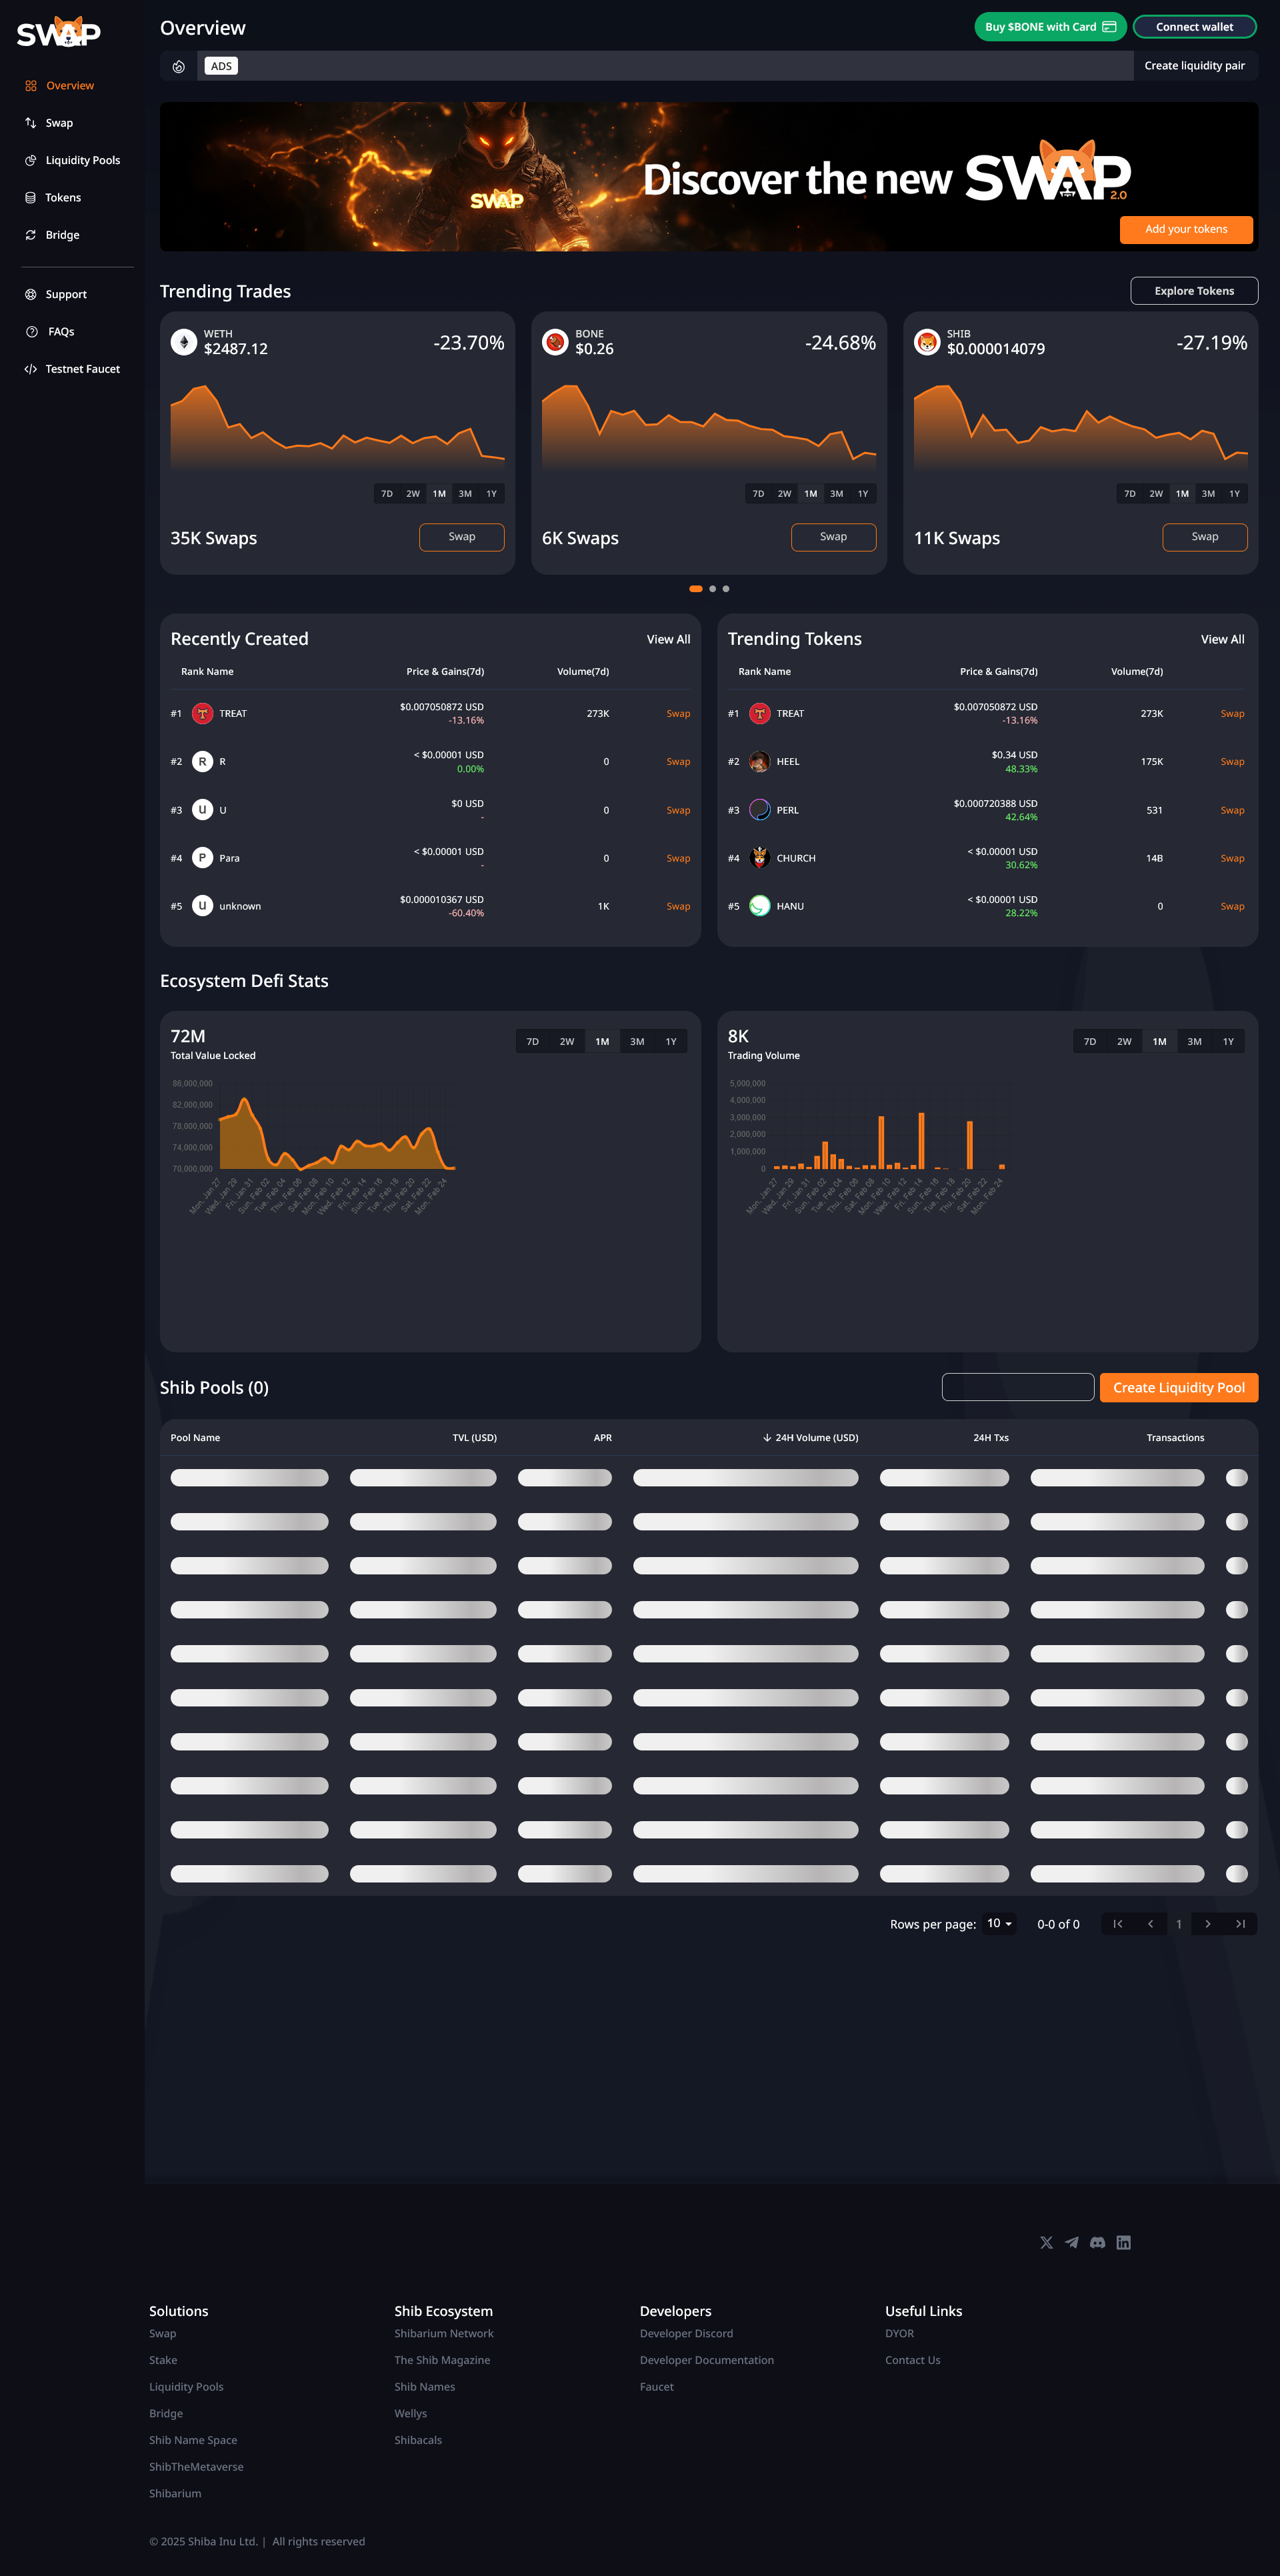 SWAP
Overview
Swap
Liquidity Pools
Tokens
Bridge
Support
FAQs
Testnet Faucet
Overview
Buy $BONE with Card
Connect wallet
ADS
Create liquidity pair
SWAP
Discover the new SWAP 2.0
Add your tokens
Trending Trades
Explore Tokens
WETH
$2487.12
-23.70%
7D 2W 1M 3M 1Y
35K Swaps
Swap
BONE
$0.26
-24.68%
7D 2W 1M 3M 1Y
6K Swaps
Swap
SHIB
$0.000014079
-27.19%
7D 2W 1M 3M 1Y
11K Swaps
Swap
Recently Created
View All
Rank Name Price & Gains(7d) Volume(7d)
#1 T TREAT $0.007050872 USD 273K Swap
-13.16%
#2 R R < $0.00001 USD 0 Swap
0.00%
#3 U U $0 USD 0 Swap
-
#4 P Para < $0.00001 USD 0 Swap
-
#5 U unknown $0.000010367 USD 1K Swap
-60.40%
Trending Tokens
View All
Rank Name Price & Gains(7d) Volume(7d)
#1 T TREAT $0.007050872 USD 273K Swap
-13.16%
#2 HEEL $0.34 USD 175K Swap
48.33%
#3 PERL $0.000720388 USD 531 Swap
42.64%
#4 CHURCH < $0.00001 USD 14B Swap
30.62%
#5 HANU < $0.00001 USD 0 Swap
28.22%
Ecosystem Defi Stats
72M
Total Value Locked
7D 2W 1M 3M 1Y
86,000,000
82,000,000
78,000,000
74,000,000
70,000,000
Mon. Jan 27
Wed. Jan 29
Fri. Jan 31
Sun. Feb 02
Tue. Feb 04
Thu. Feb 06
Sat. Feb 08
Mon. Feb 10
Wed. Feb 12
Fri. Feb 14
Sun. Feb 16
Tue. Feb 18
Thu. Feb 20
Sat. Feb 22
Mon. Feb 24
8K
Trading Volume
7D 2W 1M 3M 1Y
5,000,000
4,000,000
3,000,000
2,000,000
1,000,000
0
Mon. Jan 27
Wed. Jan 29
Fri. Jan 31
Sun. Feb 02
Tue. Feb 04
Thu. Feb 06
Sat. Feb 08
Mon. Feb 10
Wed. Feb 12
Fri. Feb 14
Sun. Feb 16
Tue. Feb 18
Thu. Feb 20
Sat. Feb 22
Mon. Feb 24
Shib Pools (0)
Create Liquidity Pool
Pool Name TVL (USD) APR 24H Volume (USD) 24H Txs Transactions
Rows per page: 10 0-0 of 0 1
Solutions
Swap
Stake
Liquidity Pools
Bridge
Shib Name Space
ShibTheMetaverse
Shibarium
Shib Ecosystem
Shibarium Network
The Shib Magazine
Shib Names
Wellys
Shibacals
Developers
Developer Discord
Developer Documentation
Faucet
Useful Links
DYOR
Contact Us
© 2025 Shiba Inu Ltd. | All rights reserved